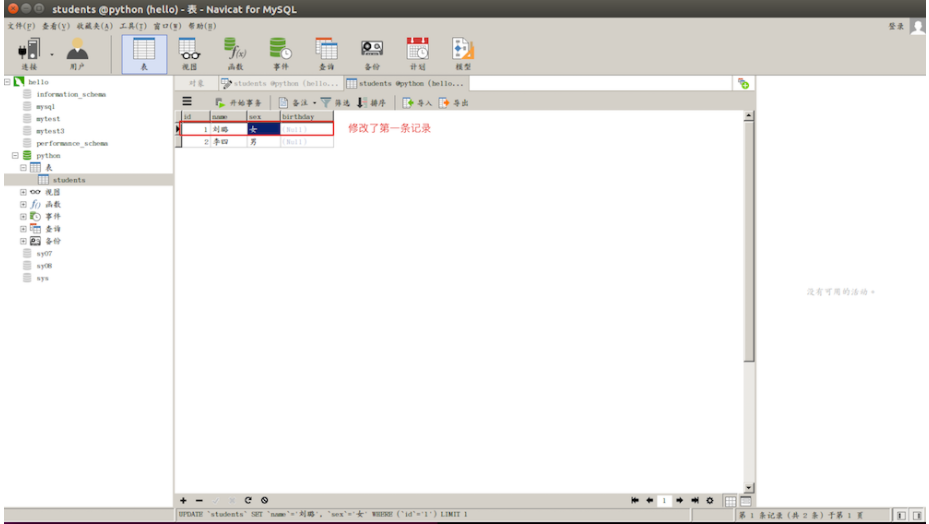 students @python (hello) - 表 - Navicat for MySQL
文件(F) 查看(V) 收藏夹(A) 工具(T) 窗口(W) 帮助(H)
登录
连接 用户 表 视图 函数 事件 查询 备份 计划 模型
hello
information_schema
mysql
mytest
mytest3
performance_schema
python
表
students
视图
函数
事件
查询
备份
sy07
sy08
sys
对象 students @python (hello... students @python (hello...
开始事务 备注 筛选 排序 导入 导出
id name sex birthday
1 刘璐 女 (Null)
2 李四 男 (Null)
修改了第一条记录
没有可用的活动。
1
UPDATE `students` SET `name`='刘璐', `sex`='女' WHERE (`id`='1') LIMIT 1
第 1 条记录 (共 2 条) 于第 1 页